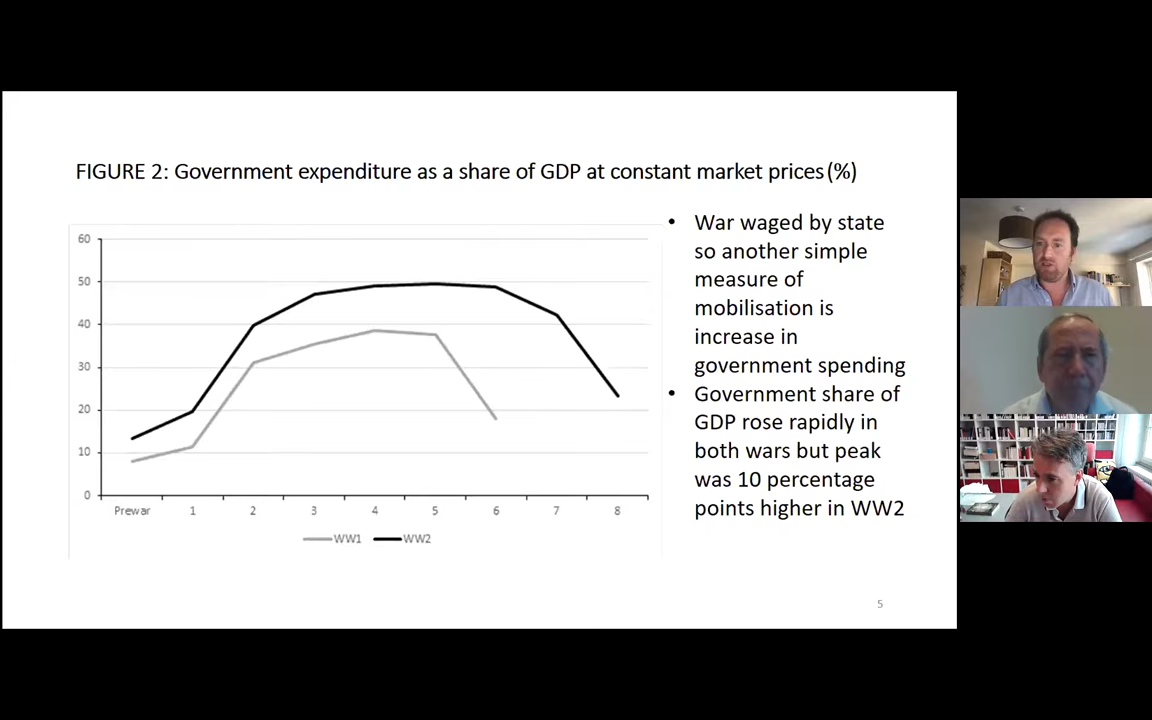 FIGURE 2: Government expenditure as a share of GDP at constant market prices (%)
60
50
40
30
20
10
0
Prewar 1 2 3 4 5 6 7 8
WW1 WW2
• War waged by state
so another simple
measure of
mobilisation is
increase in
government spending
• Government share of
GDP rose rapidly in
both wars but peak
was 10 percentage
points higher in WW2
5